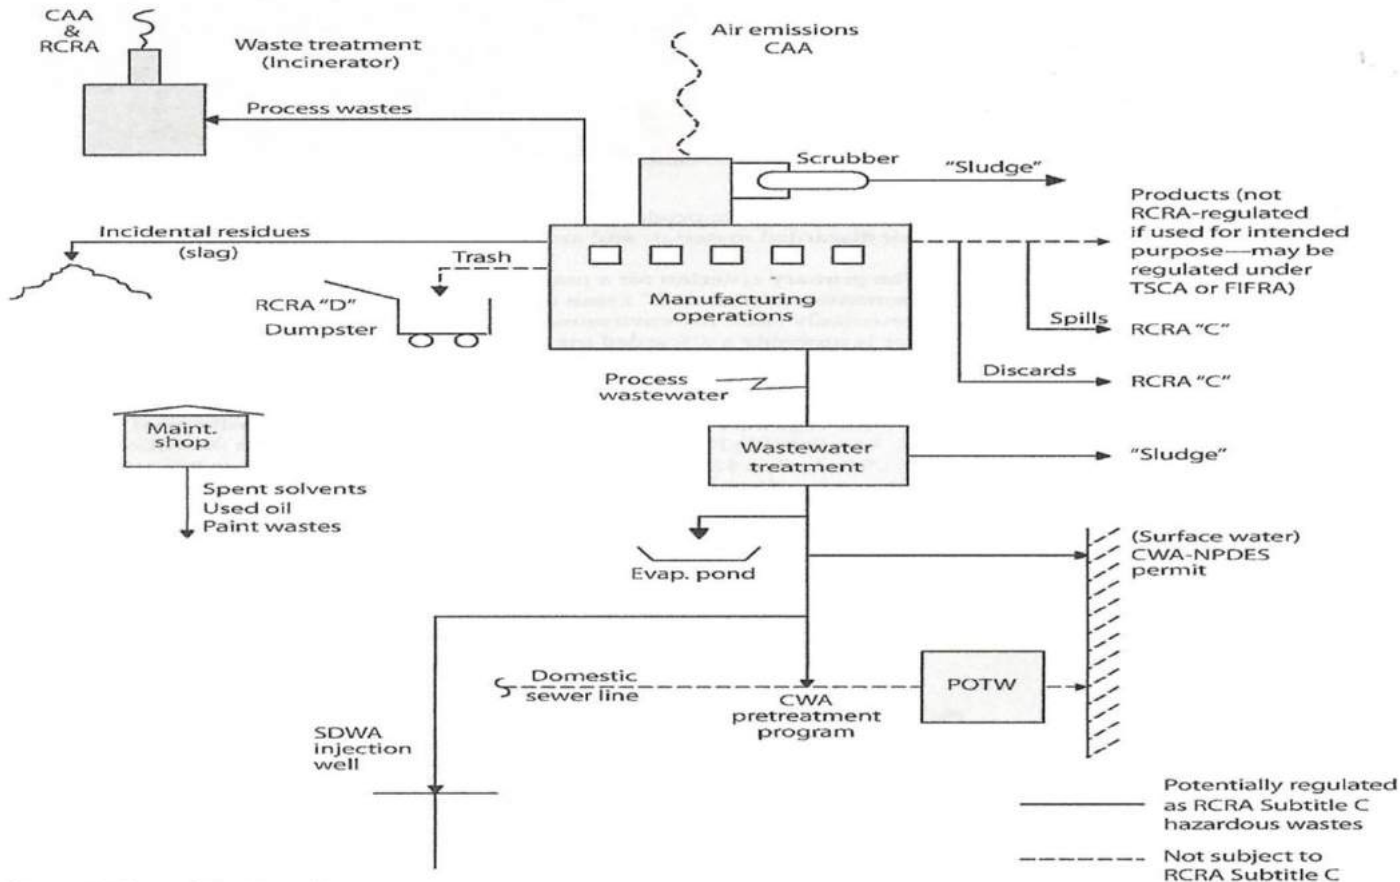 CAA
&
RCRA
Waste treatment
(Incinerator)
Air emissions
CAA
Process wastes
Scrubber
"Sludge"
Products (not
RCRA-regulated
if used for intended
purpose—may be
regulated under
TSCA or FIFRA)
Incidental residues
(slag)
Trash
RCRA "D"
Dumpster
Manufacturing
operations
Spills
RCRA "C"
Discards
RCRA "C"
Process
wastewater
Maint.
shop
Wastewater
treatment
"Sludge"
Spent solvents
Used oil
Paint wastes
Evap. pond
(Surface water)
CWA-NPDES
permit
Domestic
sewer line
CWA
pretreatment
program
POTW
SDWA
injection
well
Potentially regulated
as RCRA Subtitle C
hazardous wastes
Not subject to
RCRA Subtitle C